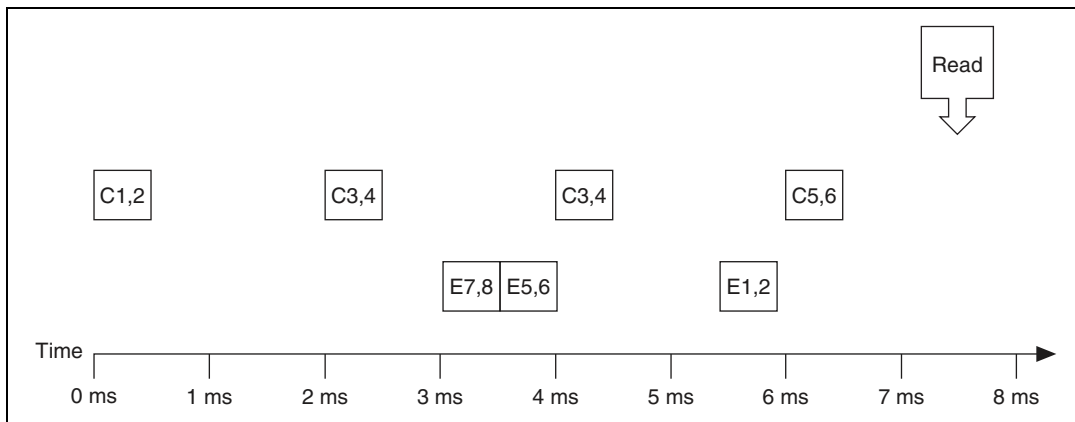 Read
C1,2 C3,4 C3,4 C5,6
E7,8 E5,6 E1,2
Time
0 ms 1 ms 2 ms 3 ms 4 ms 5 ms 6 ms 7 ms 8 ms